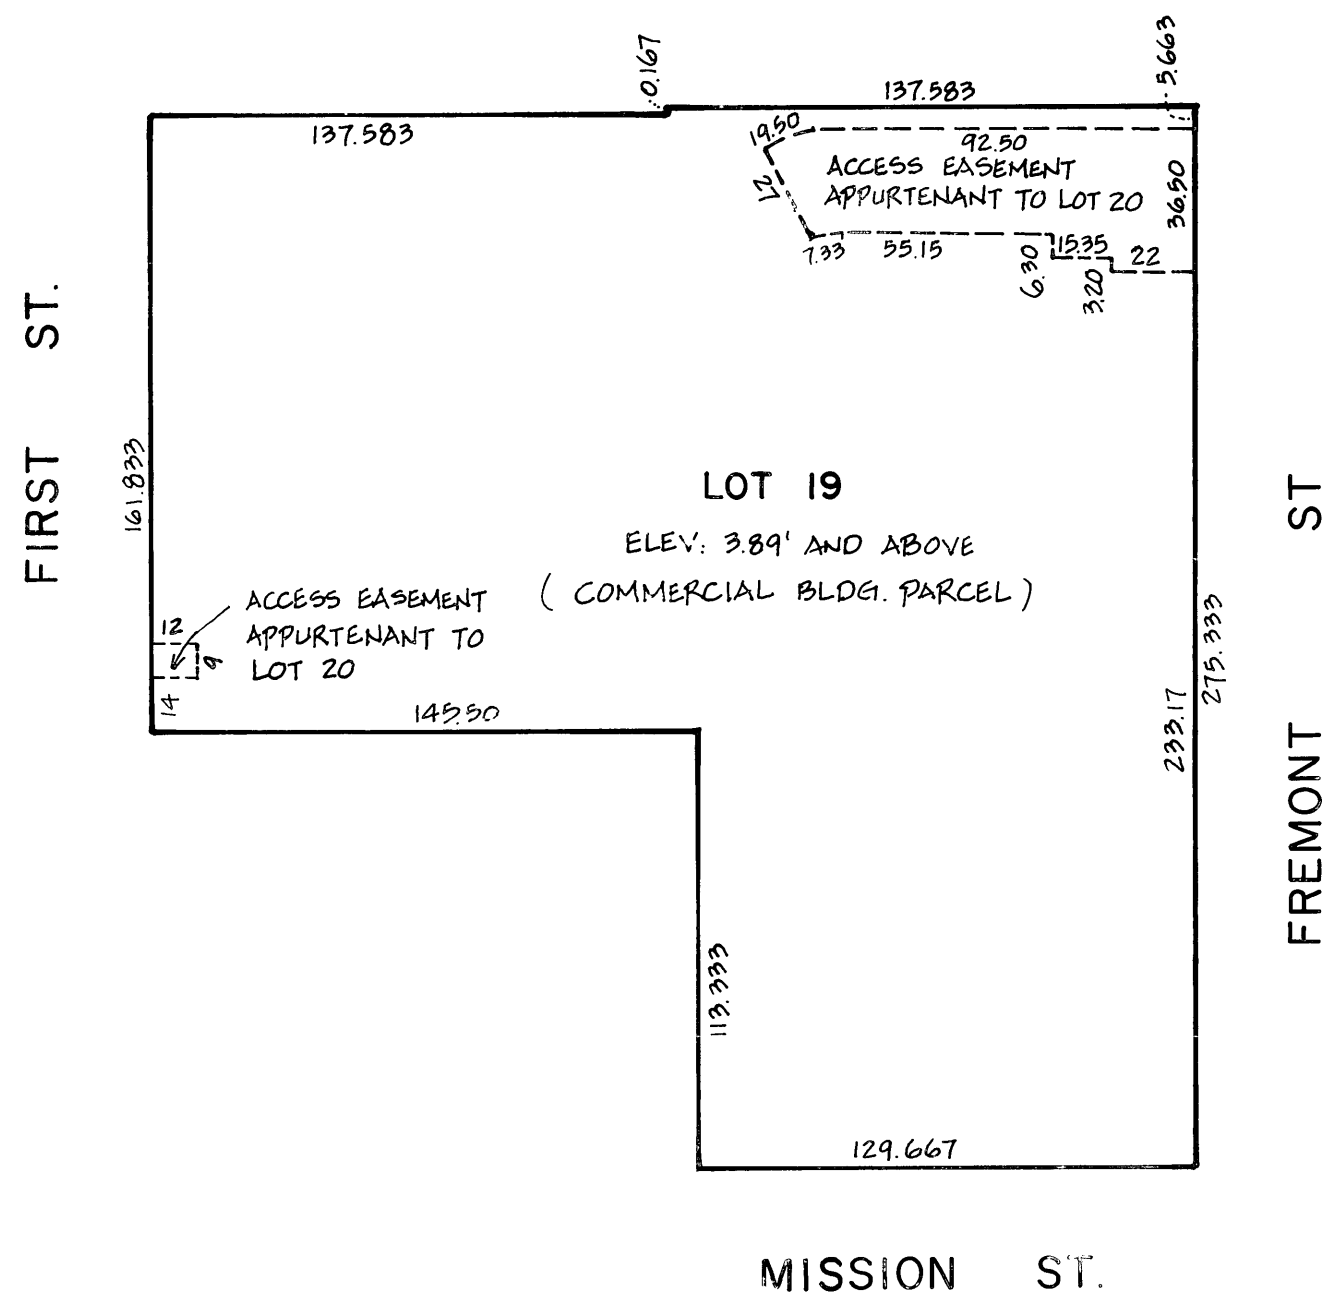 0.167
5.663
137.583
137.583
19.50
92.50
ACCESS EASEMENT
APPURTENANT TO LOT 20
27
36.50
7.33
55.15
6.30
15.35
3.20
22
FIRST ST.
161.833
LOT 19
ELEV: 3.89' AND ABOVE
( COMMERCIAL BLDG. PARCEL )
ACCESS EASEMENT
APPURTENANT TO
LOT 20
12
9
14
145.50
233.17
275.333
FREMONT ST
113.333
129.667
MISSION ST.